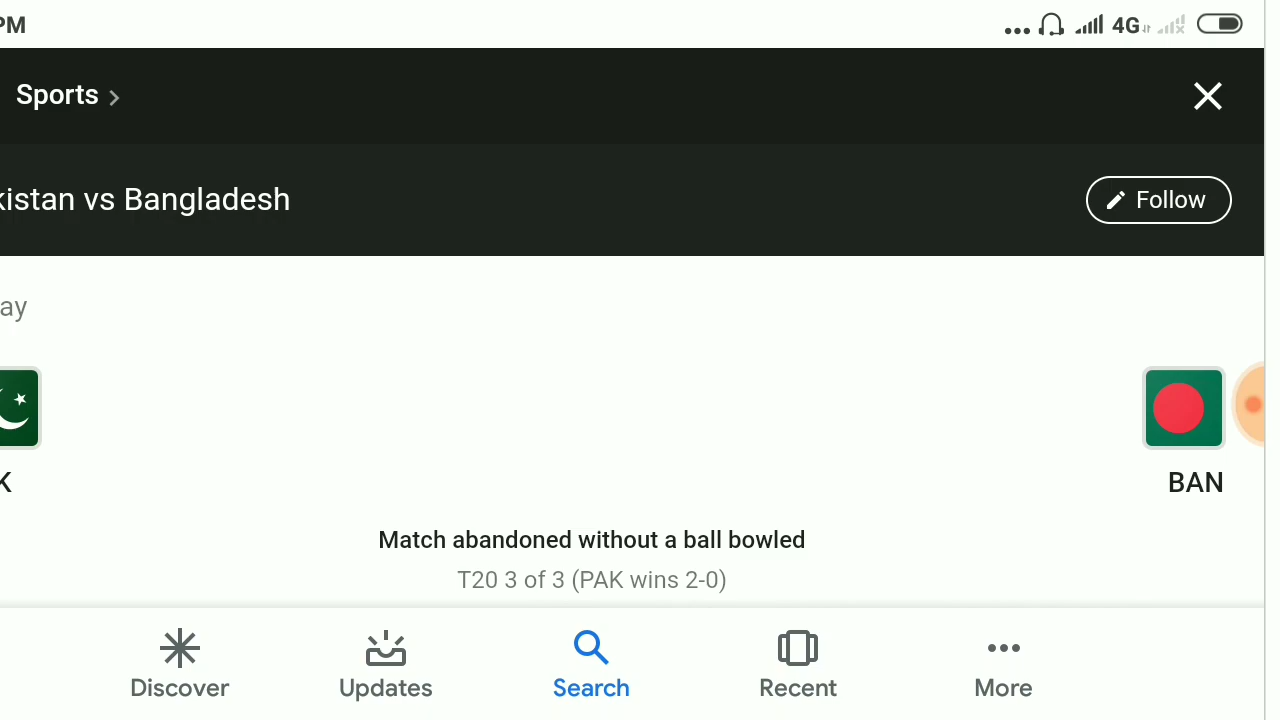 PM
4G
Sports
kistan vs Bangladesh
Follow
ay
K
BAN
Match abandoned without a ball bowled
T20 3 of 3 (PAK wins 2-0)
Discover
Updates
Search
Recent
More